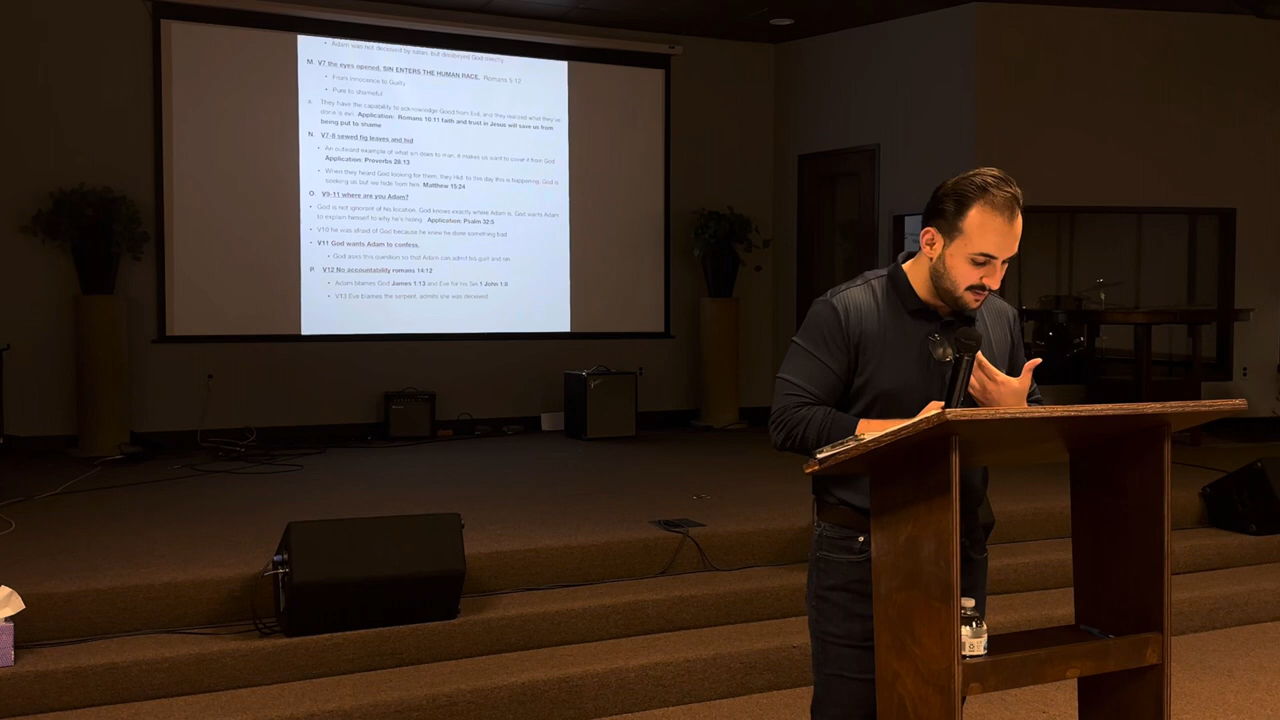 • Adam was not deceived by satan, but disobeyed God directly
M. V7 the eyes opened, SIN ENTERS THE HUMAN RACE. Romans 5:12
• From innocence to Guilty
• Pure to shameful
They have the capability to acknowledge Good from Evil, and they realized what they've
done is evil. Application: Romans 10:11 faith and trust in Jesus will save us from
being put to shame
N. V7-8 sewed fig leaves and hid
• An outward example of what sin does to man, it makes us want to cover it from God
Application: Proverbs 28:13
• When they heard God looking for them, they Hid. to this day this is happening, God is
seeking us but we hide from him. Matthew 15:24
O. V9-11 where are you Adam?
• God is not ignorant of his location, God knows exactly where Adam is, God wants Adam
to explain himself to why he's hiding. Application: Psalm 32:5
• V10 he was afraid of God because he knew he done something bad
• V11 God wants Adam to confess.
• God asks this question so that Adam can admit his guilt and sin.
P. V12 No accountability romans 14:12
• Adam blames God James 1:13 and Eve for his Sin 1 John 1:8
• V13 Eve blames the serpent, admits she was deceived